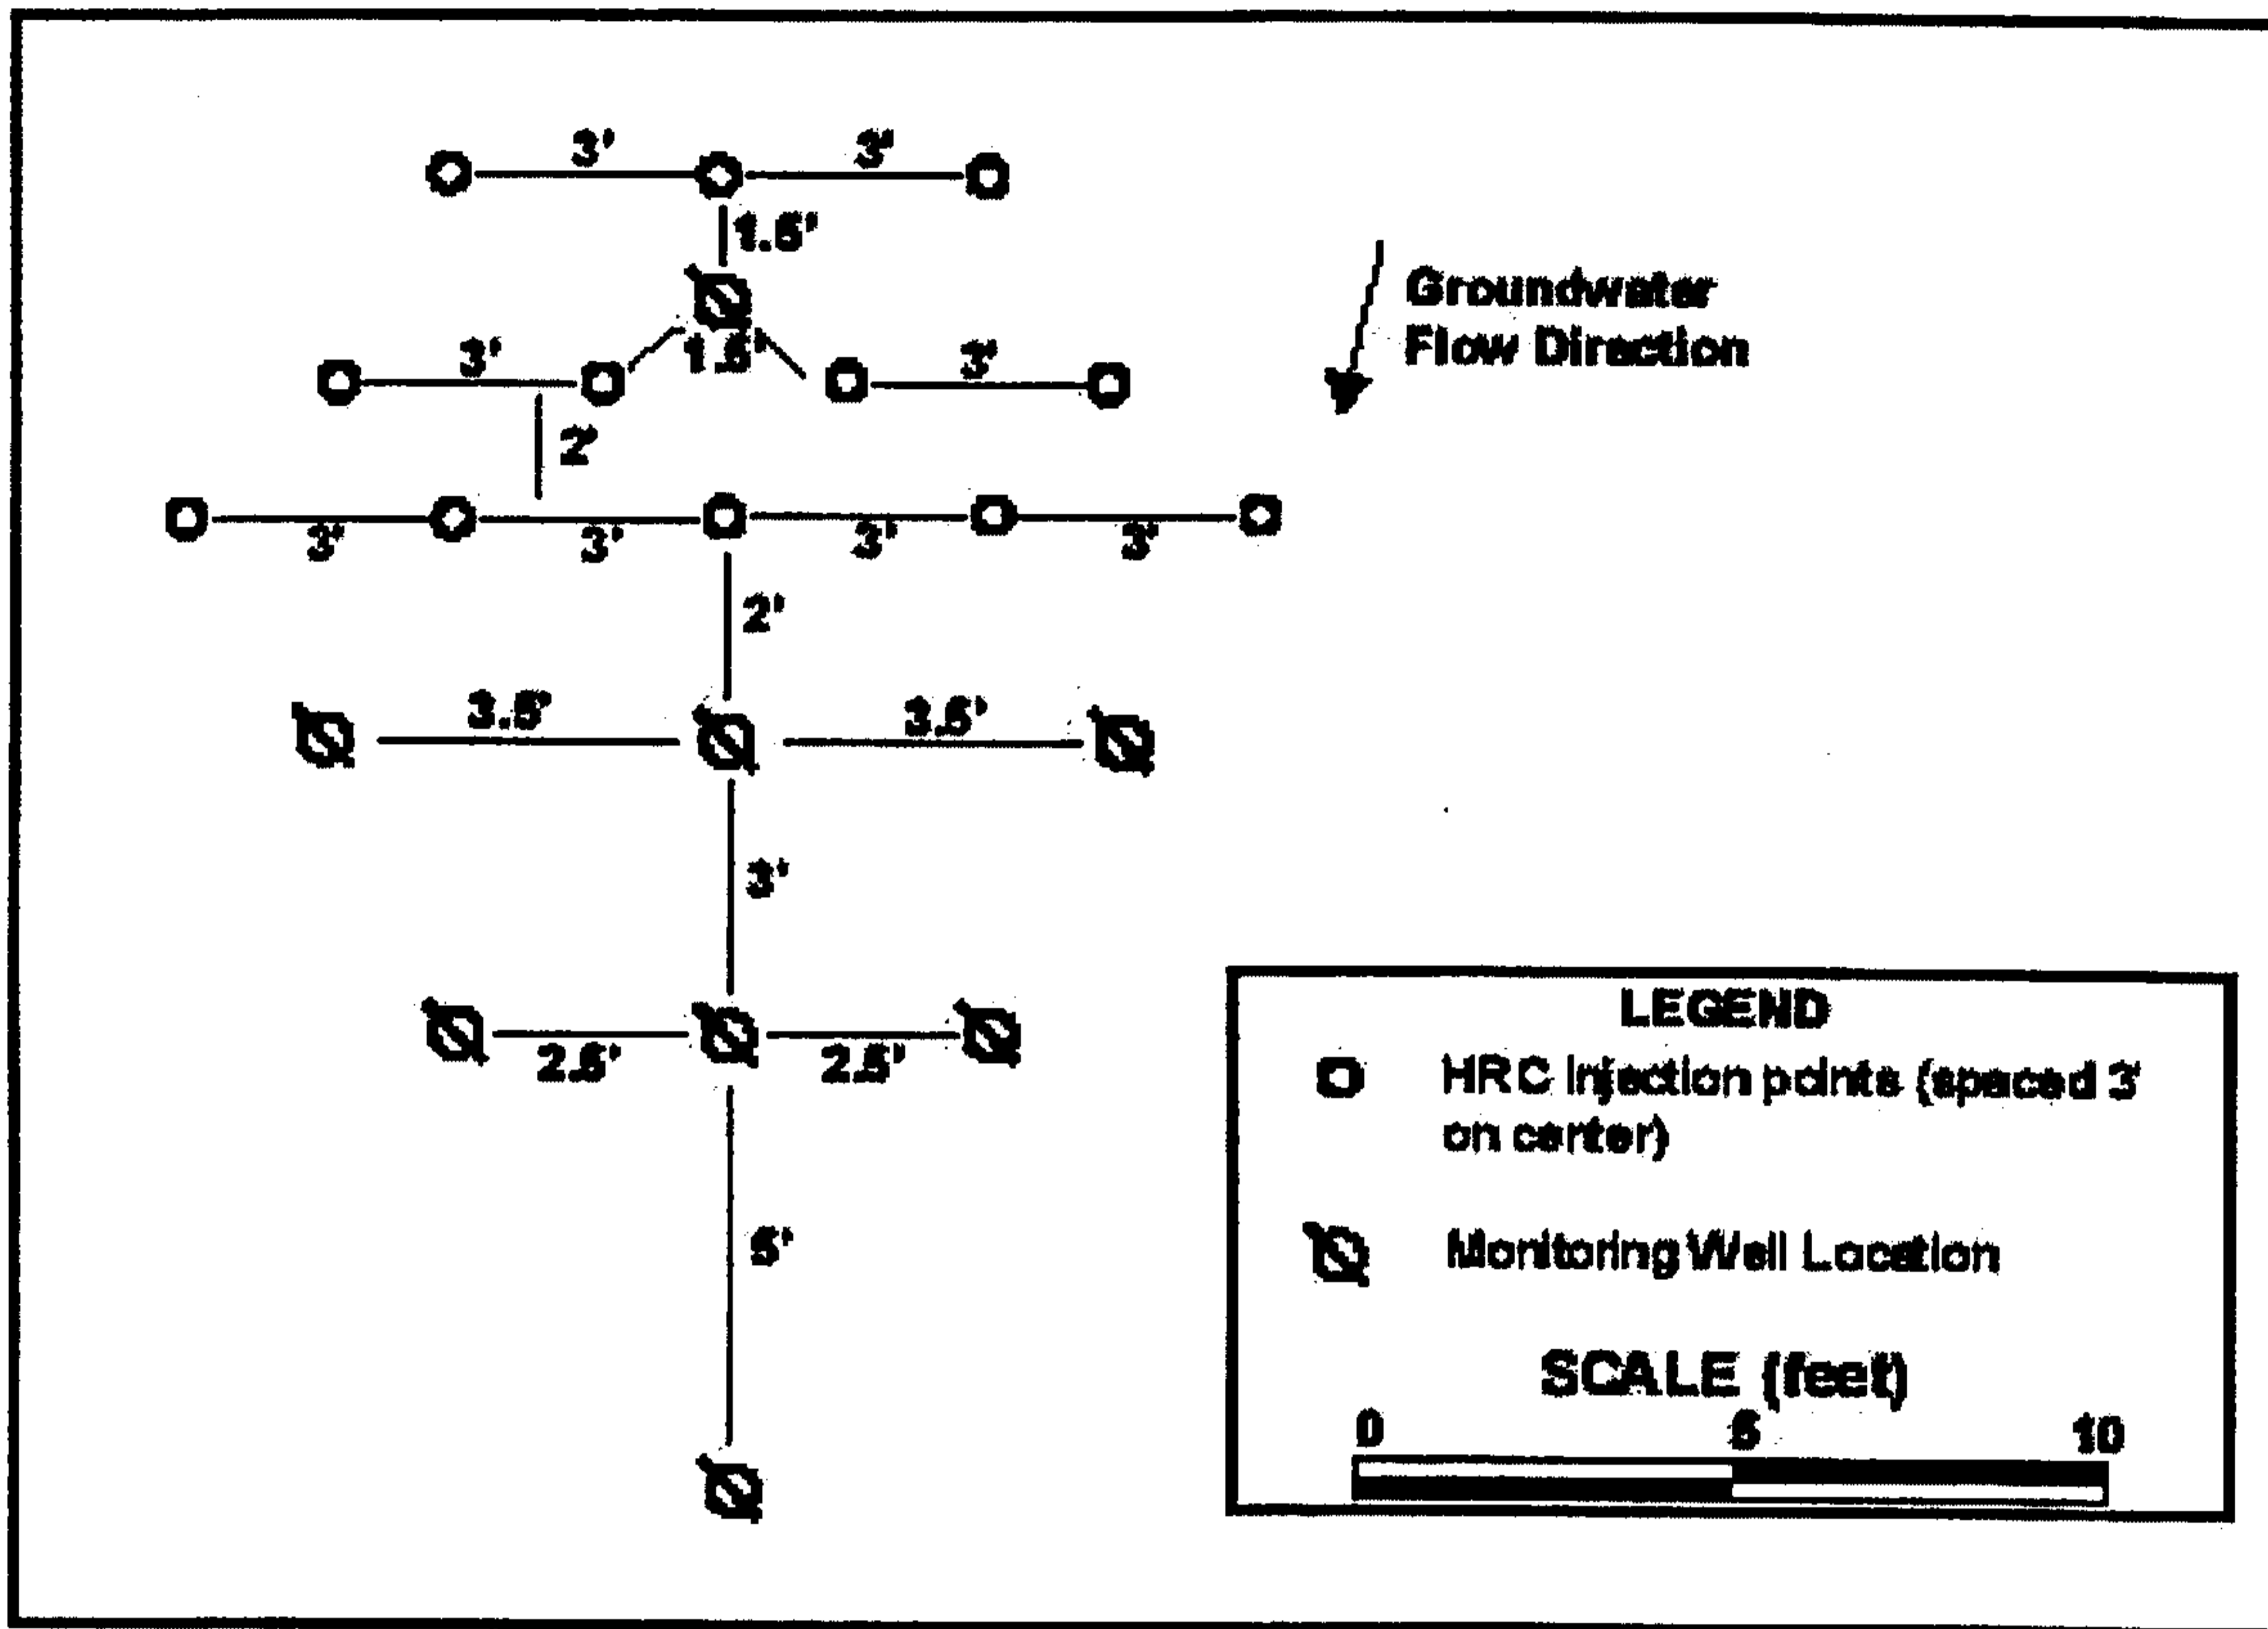 3' 3'
1.5'
Groundwater
Flow Direction
1.5'
3' 3'
2'
3' 3' 3' 3'
2'
3.5' 3.5'
3'
2.5' 2.5'
5'
LEGEND
HRC Injection points (spaced 3'
on center)
Monitoring Well Location
SCALE (feet)
0 5 10